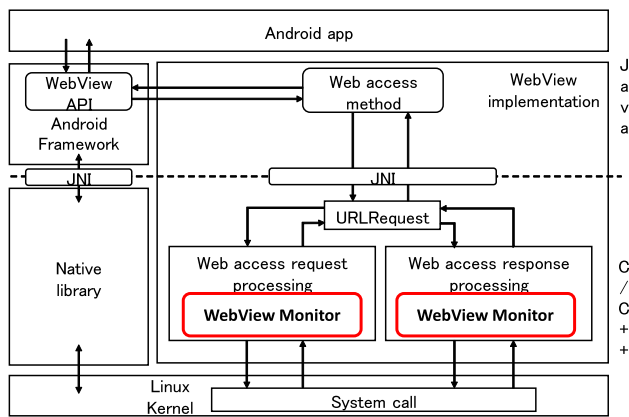 Android app
WebView
API
Android
Framework
Web access
method
WebView
implementation
J
a
v
a
JNI
JNI
URLRequest
Native
library
Web access request
processing
WebView Monitor
Web access response
processing
WebView Monitor
C
/
C
+
+
Linux
Kernel
System call